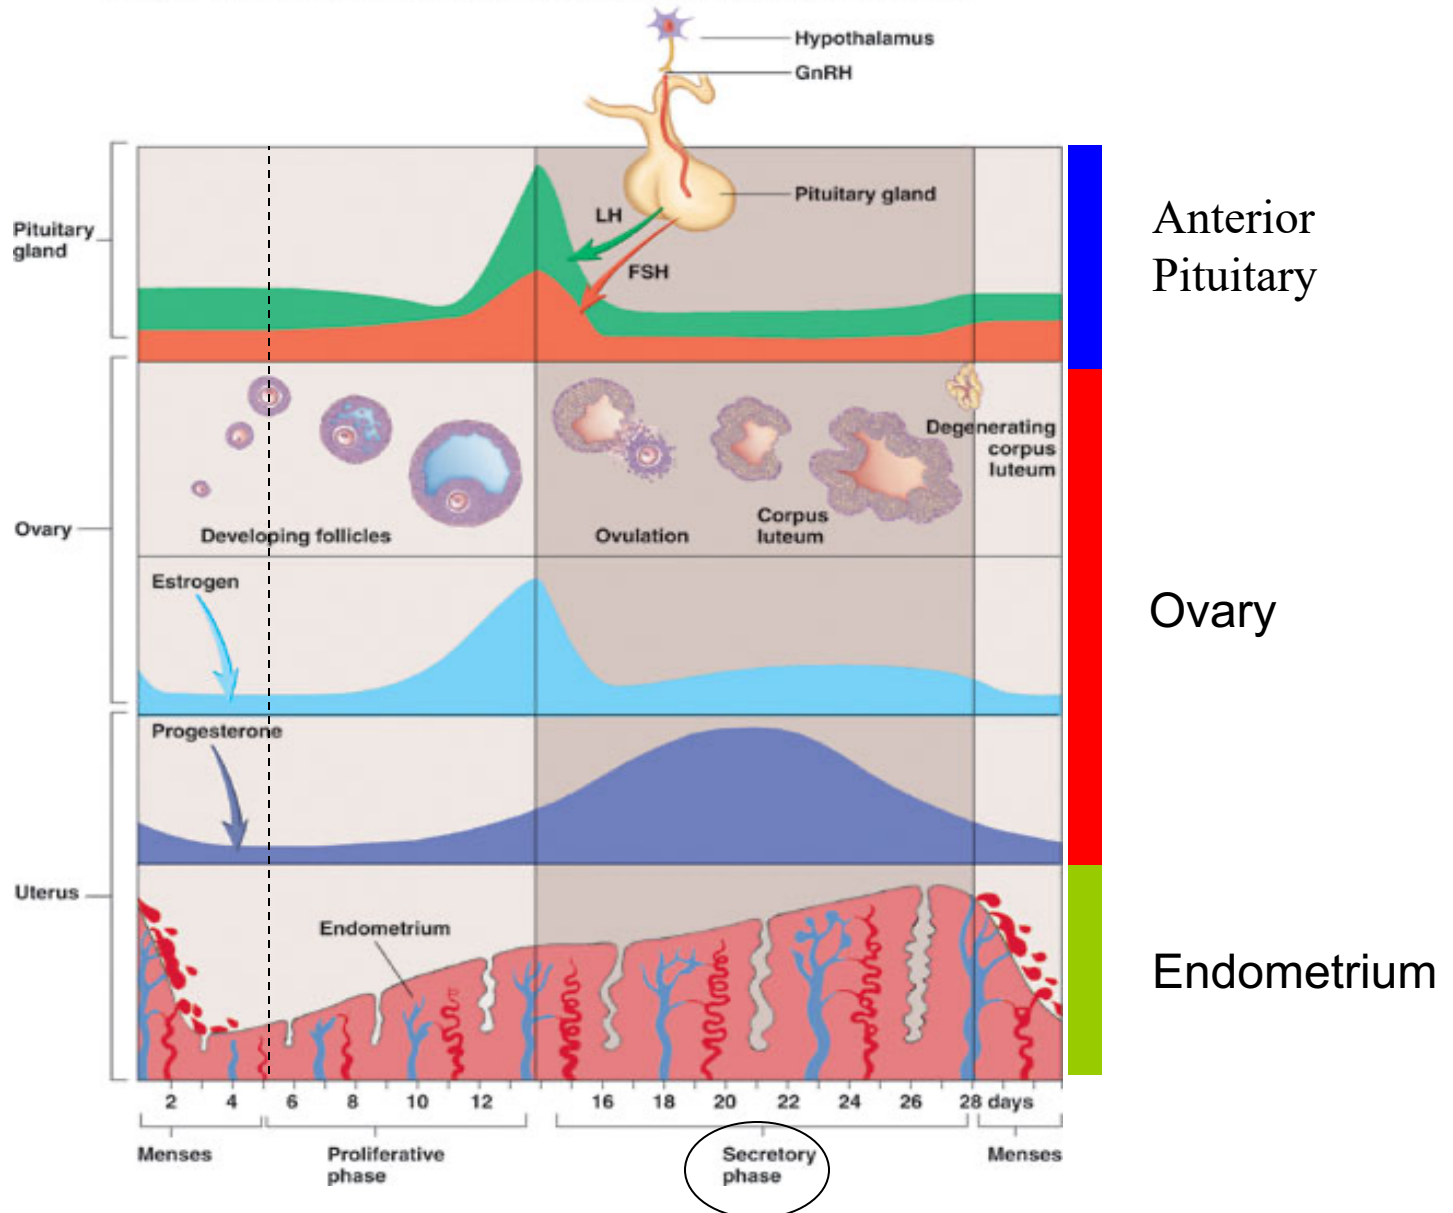 Hypothalamus
GnRH
Pituitary gland
LH
FSH
Pituitary
gland
Anterior
Pituitary
Degenerating
corpus
luteum
Developing follicles
Ovulation
Corpus
luteum
Ovary
Estrogen
Ovary
Progesterone
Uterus
Endometrium
Endometrium
2 4 6 8 10 12 16 18 20 22 24 26 28 days
Menses
Proliferative
phase
Secretory
phase
Menses